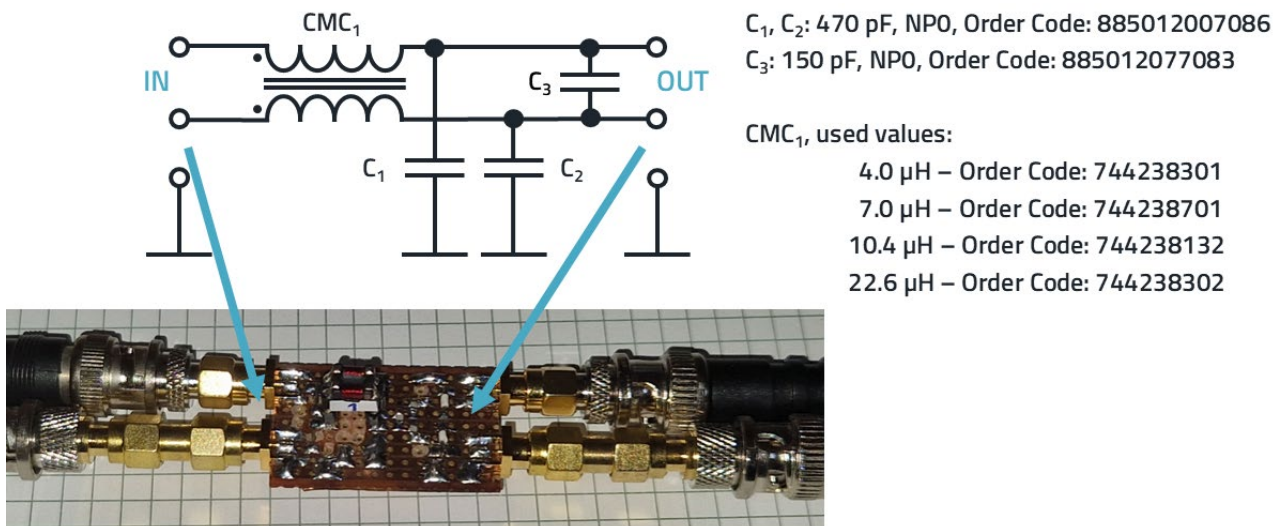 CMC₁
IN
C₃
OUT
C₁
C₂
C₁, C₂: 470 pF, NP0, Order Code: 885012007086
C₃: 150 pF, NP0, Order Code: 885012077083
CMC₁, used values:
4.0 µH – Order Code: 744238301
7.0 µH – Order Code: 744238701
10.4 µH – Order Code: 744238132
22.6 µH – Order Code: 744238302